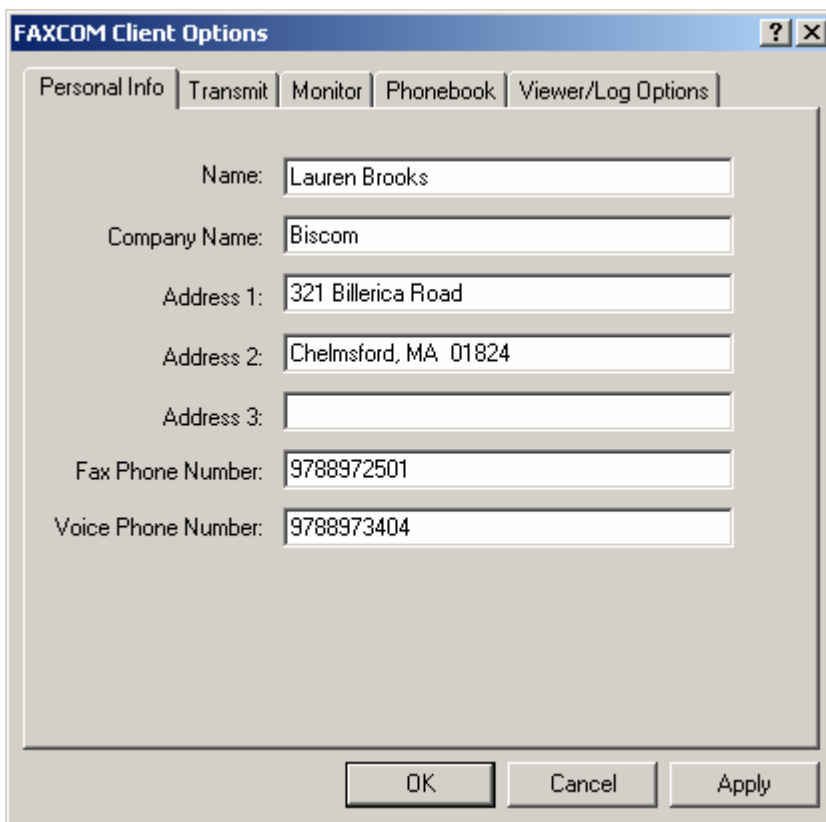 FAXCOM Client Options
Personal Info Transmit Monitor Phonebook Viewer/Log Options
Name: Lauren Brooks
Company Name: Biscom
Address 1: 321 Billerica Road
Address 2: Chelmsford, MA  01824
Address 3:
Fax Phone Number: 9788972501
Voice Phone Number: 9788973404
OK Cancel Apply